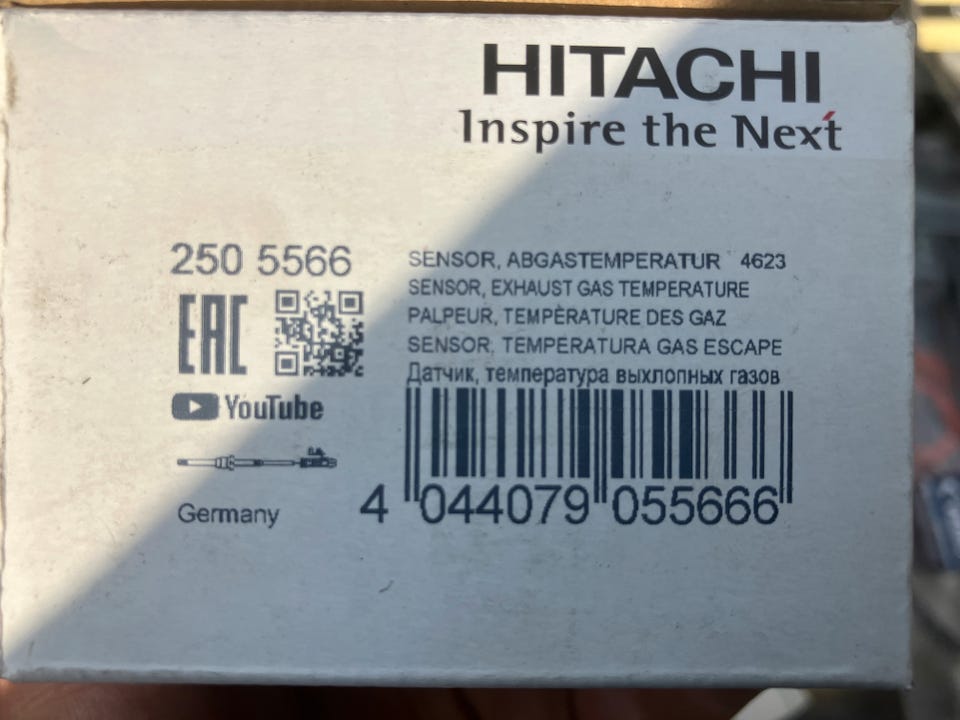 HITACHI
Inspire the Next
250 5566
SENSOR, ABGASTEMPERATUR 4623
SENSOR, EXHAUST GAS TEMPERATURE
PALPEUR, TEMPÈRATURE DES GAZ
SENSOR, TEMPERATURA GAS ESCAPE
Датчик, температура выхлопных газов
EAC
YouTube
Germany
4 044079 055666